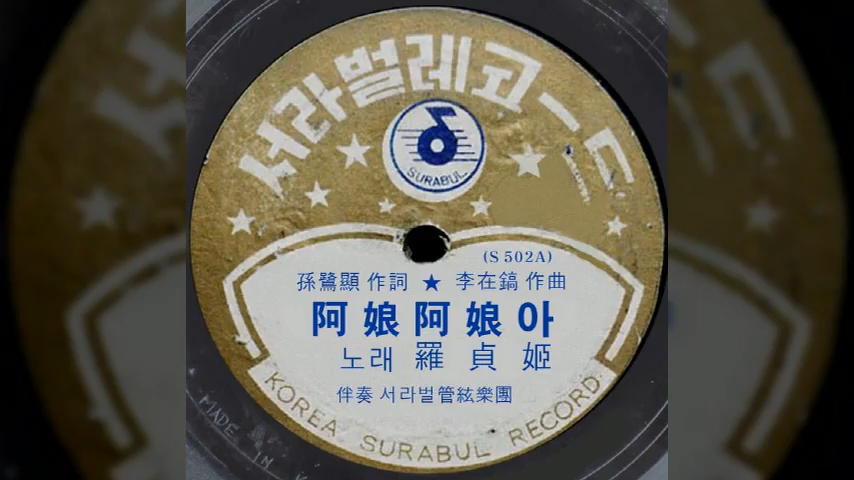 서라벌레코-드
SURABUL
(S 502A)
孫鷺顯 作詞 ★ 李在鎬 作曲
阿娘阿娘아
노래 羅貞姬
伴奏 서라벌管絃樂團
KOREA SURABUL RECORD
MADE IN K